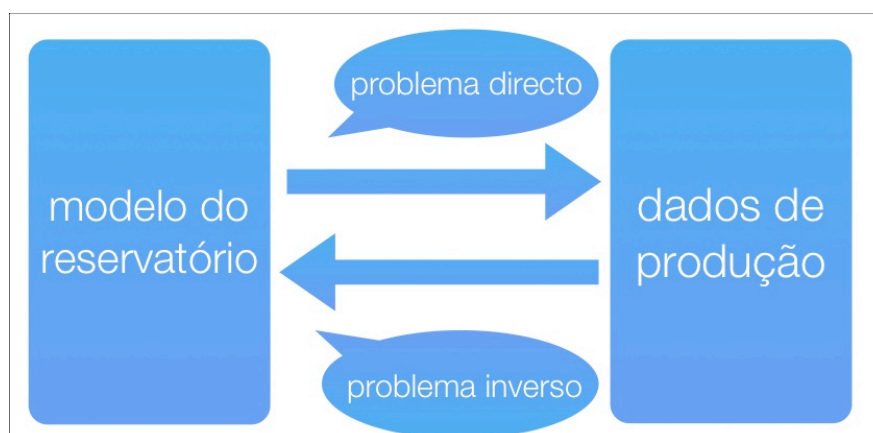 problema directo
modelo do
reservatório
dados de
produção
problema inverso